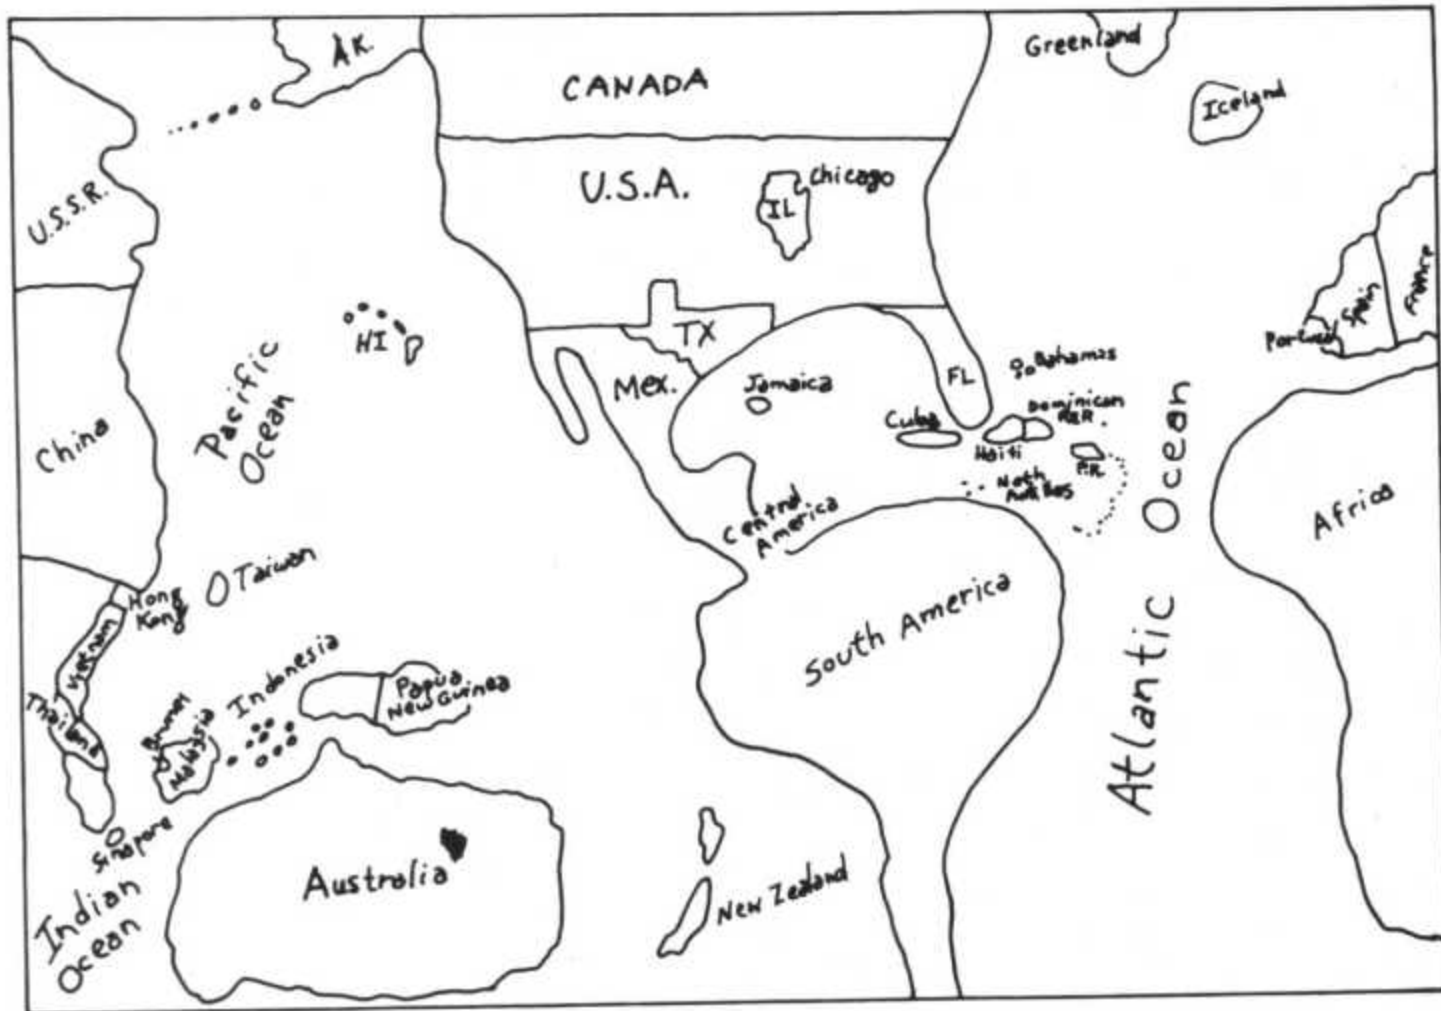 AK.
Greenland
CANADA
Iceland
U.S.A.
Chicago
IL
U.S.S.R.
HI
TX
Mex.
Jamaica
FL
Bahamas
Spain
France
Pacific
Ocean
China
Cuba
Haiti
Dominican
P.R.
Central
America
Atlantic Ocean
Africa
Hong
Kong
Taiwan
Vietnam
Thailand
South America
Indonesia
Papua
New Guinea
Brunei
Malaysia
Singapore
Australia
New Zealand
Indian
Ocean